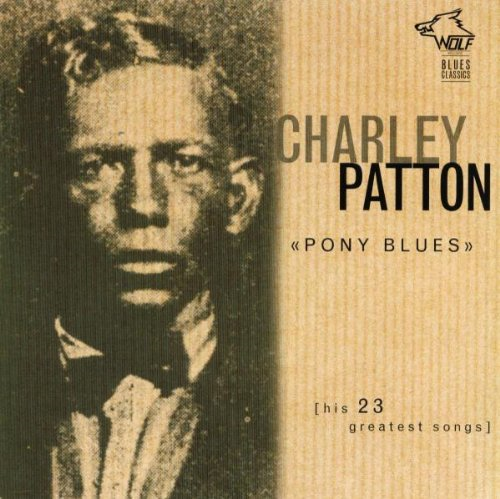 WOLF
BLUES
CLASSICS
CHARLEY
PATTON
«PONY BLUES»
[his 23
greatest songs]